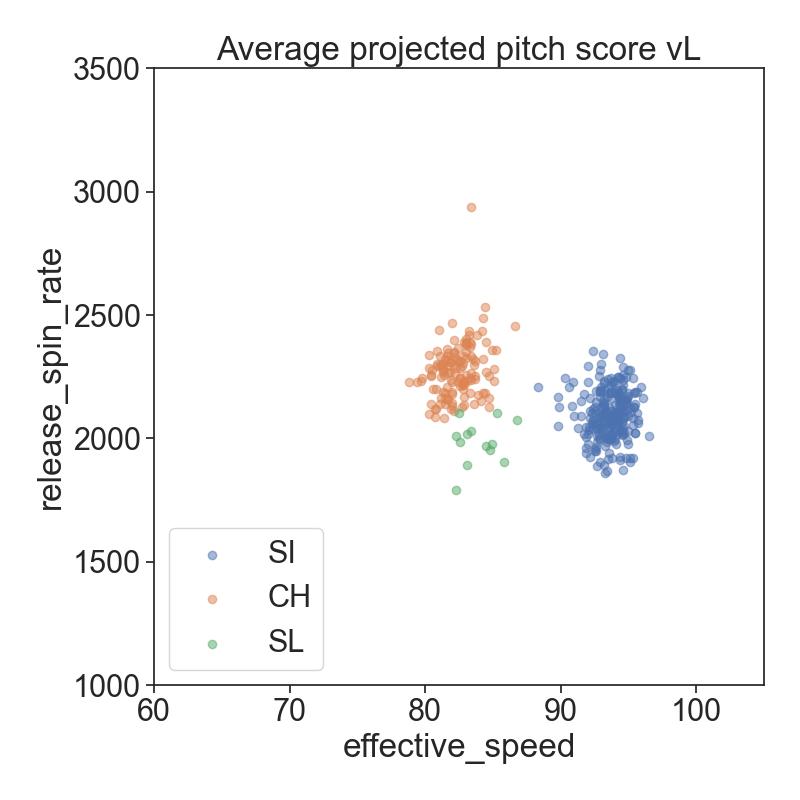 Average projected pitch score vL
3500
3000
2500
2000
1500
1000
release_spin_rate
SI
CH
SL
60 70 80 90 100
effective_speed